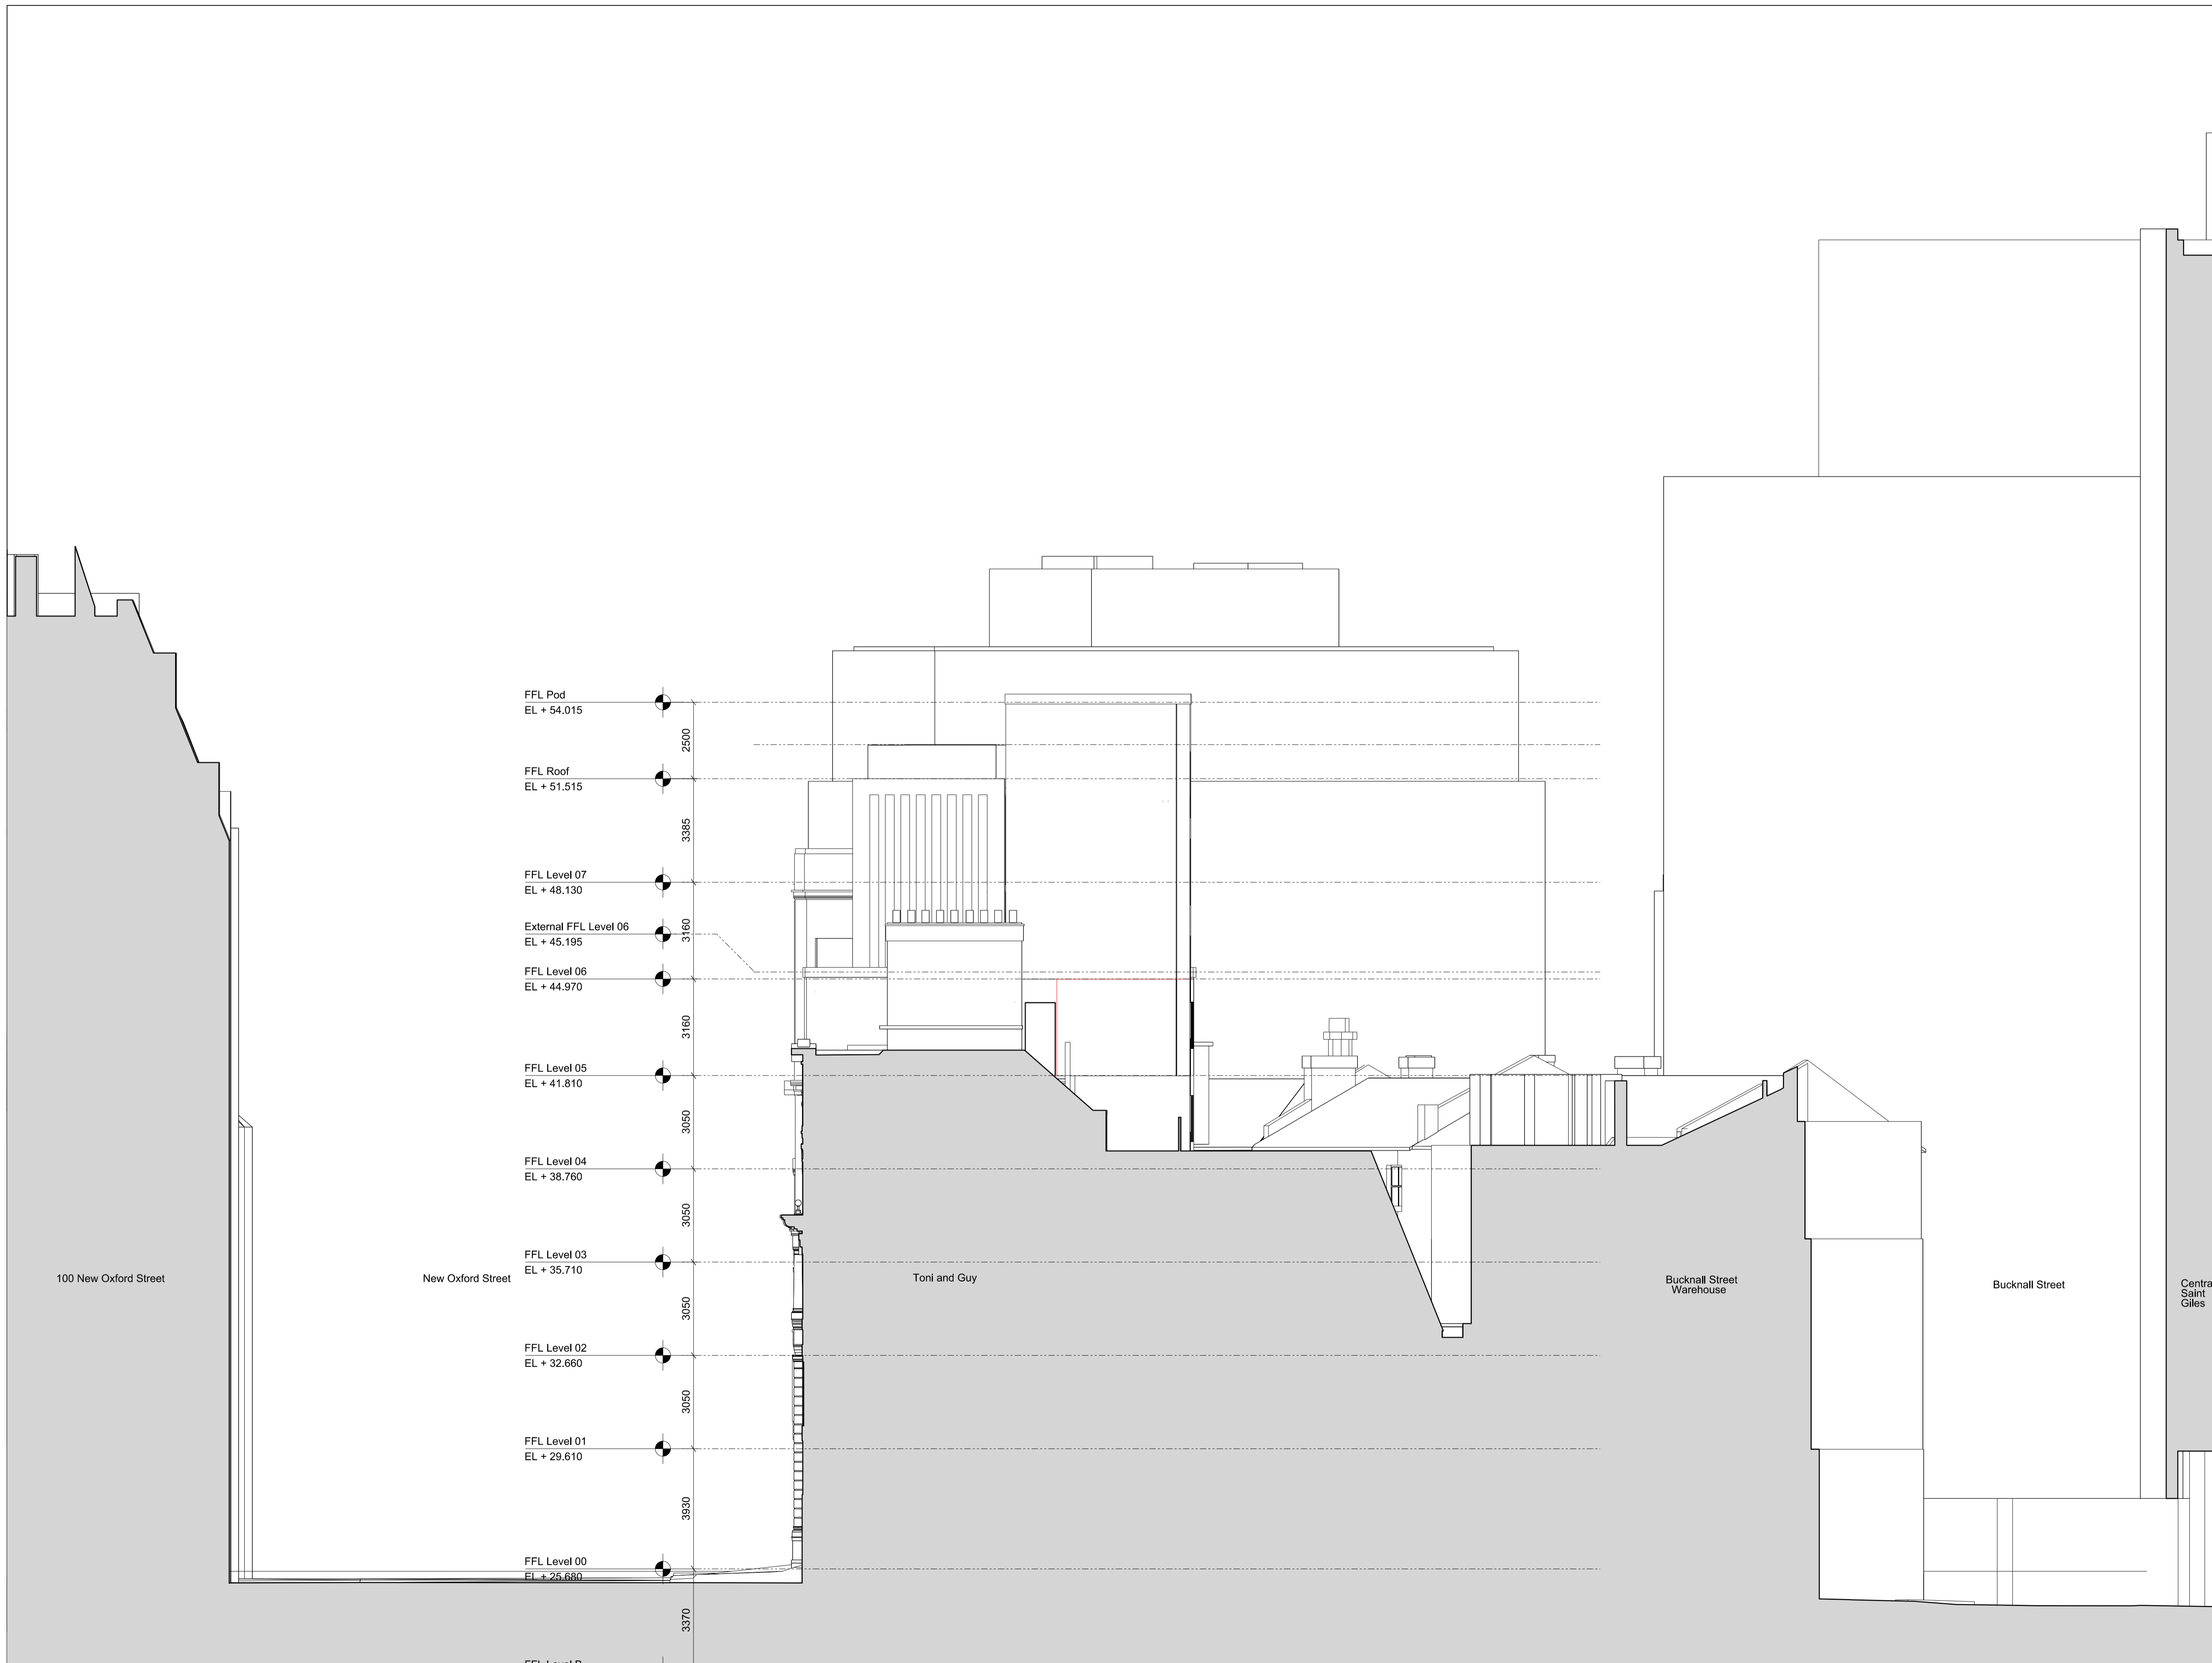 FFL Pod
EL + 54.015
2500
FFL Roof
EL + 51.515
3385
FFL Level 07
EL + 48.130
3160
External FFL Level 06
EL + 45.195
FFL Level 06
EL + 44.970
3160
FFL Level 05
EL + 41.810
3050
FFL Level 04
EL + 38.760
3050
FFL Level 03
EL + 35.710
100 New Oxford Street
New Oxford Street
Toni and Guy
Bucknall Street
Warehouse
Bucknall Street
Centra
Saint
Giles
3050
FFL Level 02
EL + 32.660
3050
FFL Level 01
EL + 29.610
3930
FFL Level 00
EL + 25.680
3370
FFL Level B